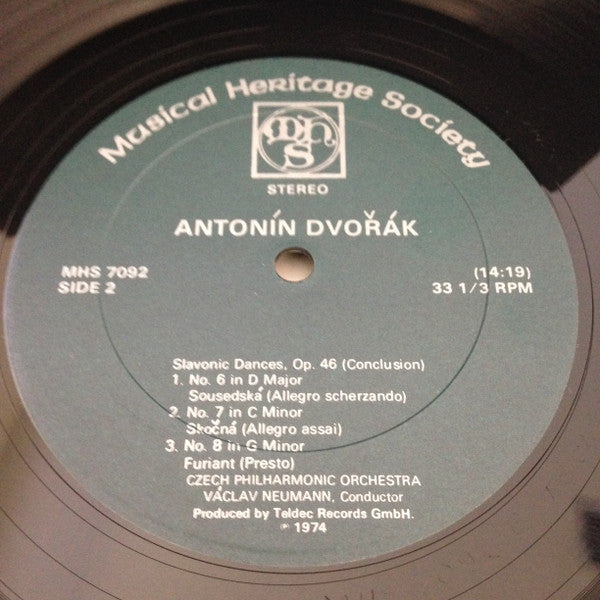 Musical Heritage Society
mhs
STEREO
ANTONÍN DVOŘÁK
MHS 7092 (14:19)
SIDE 2 33 1/3 RPM
Slavonic Dances, Op. 46 (Conclusion)
1. No. 6 in D Major
Sousedská (Allegro scherzando)
2. No. 7 in C Minor
Skočná (Allegro assai)
3. No. 8 in G Minor
Furiant (Presto)
CZECH PHILHARMONIC ORCHESTRA
VÁCLAV NEUMANN, Conductor
Produced by Teldec Records GmbH.
℗ 1974